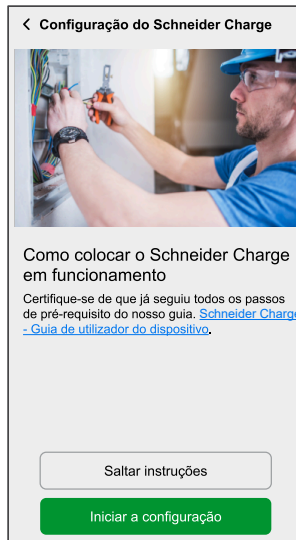 Configuração do Schneider Charge
Como colocar o Schneider Charge
em funcionamento
Certifique-se de que já seguiu todos os passos
de pré-requisito do nosso guia. Schneider Charge
- Guia de utilizador do dispositivo.
Saltar instruções
Iniciar a configuração